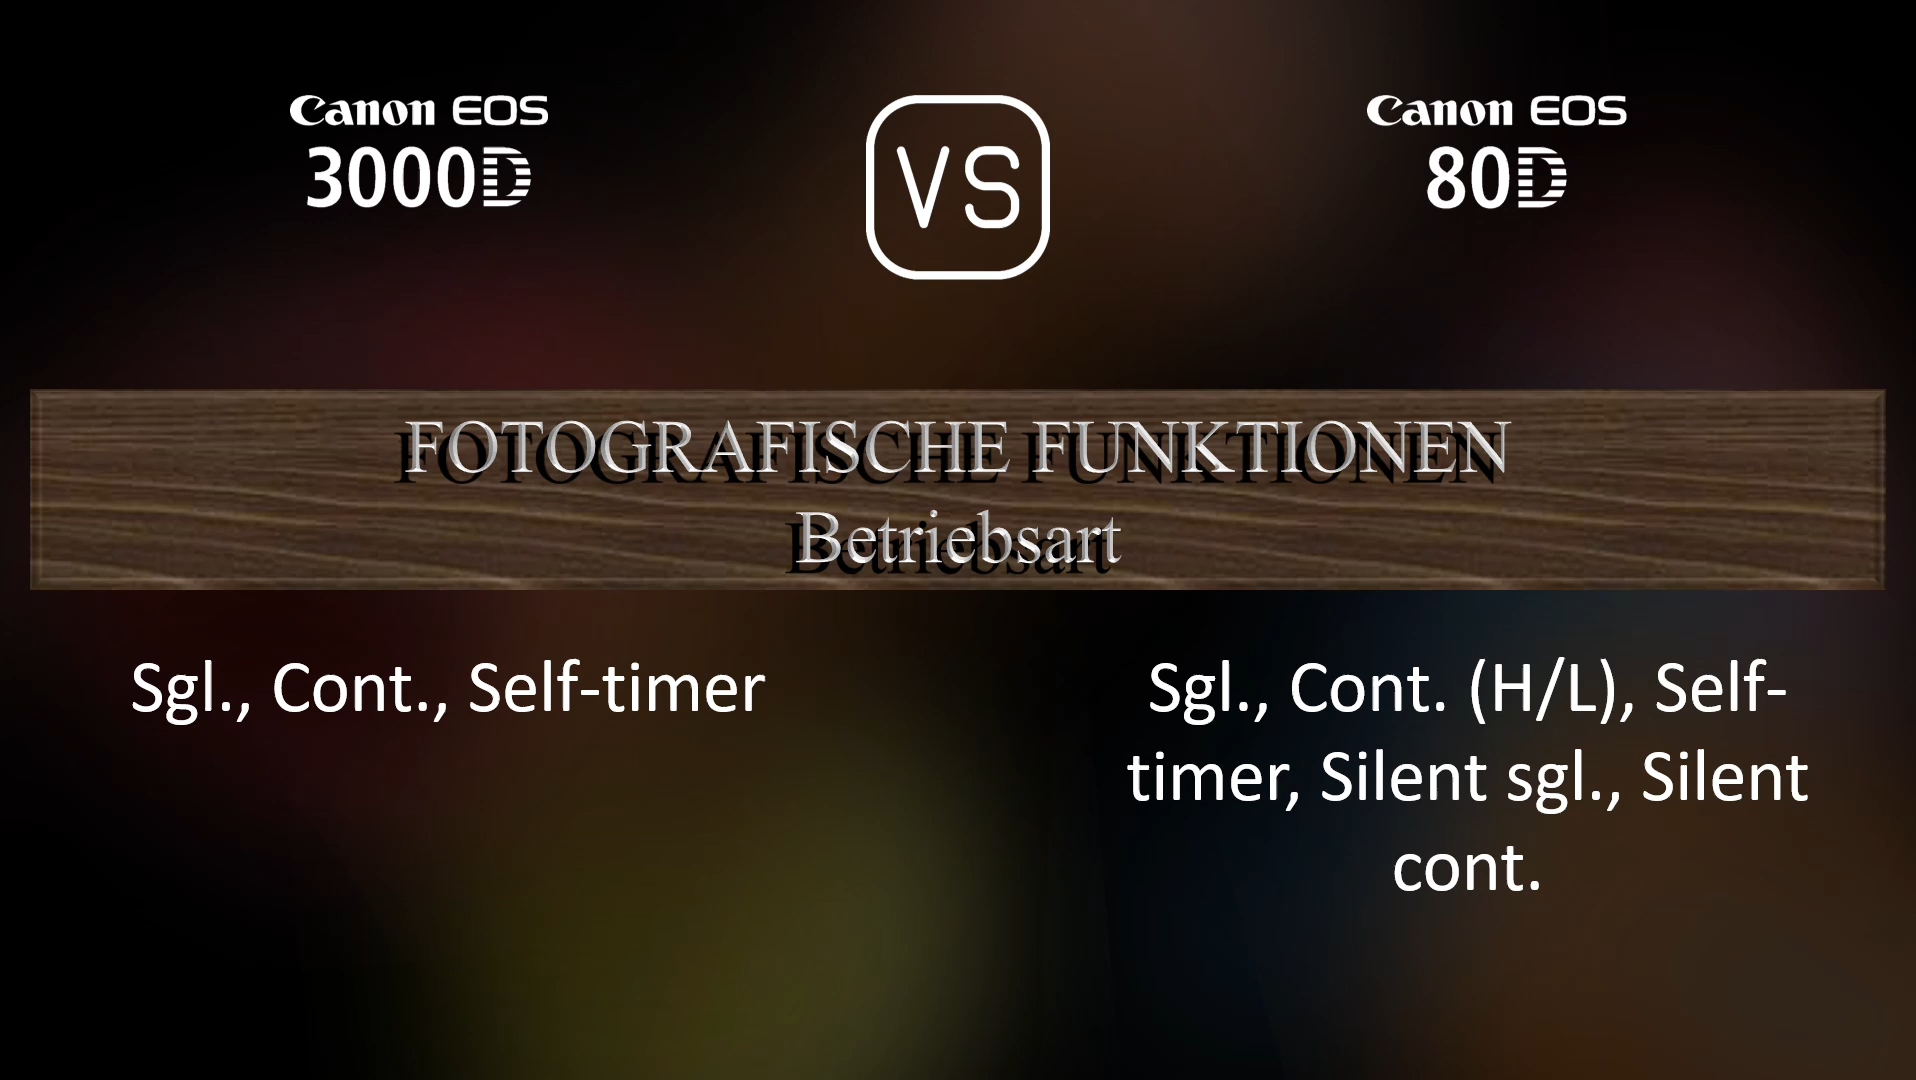 Canon EOS
3000D
VS
Canon EOS
80D
FOTOGRAFISCHE FUNKTIONEN
Betriebsart
Sgl., Cont., Self-timer
Sgl., Cont. (H/L), Self-
timer, Silent sgl., Silent
cont.